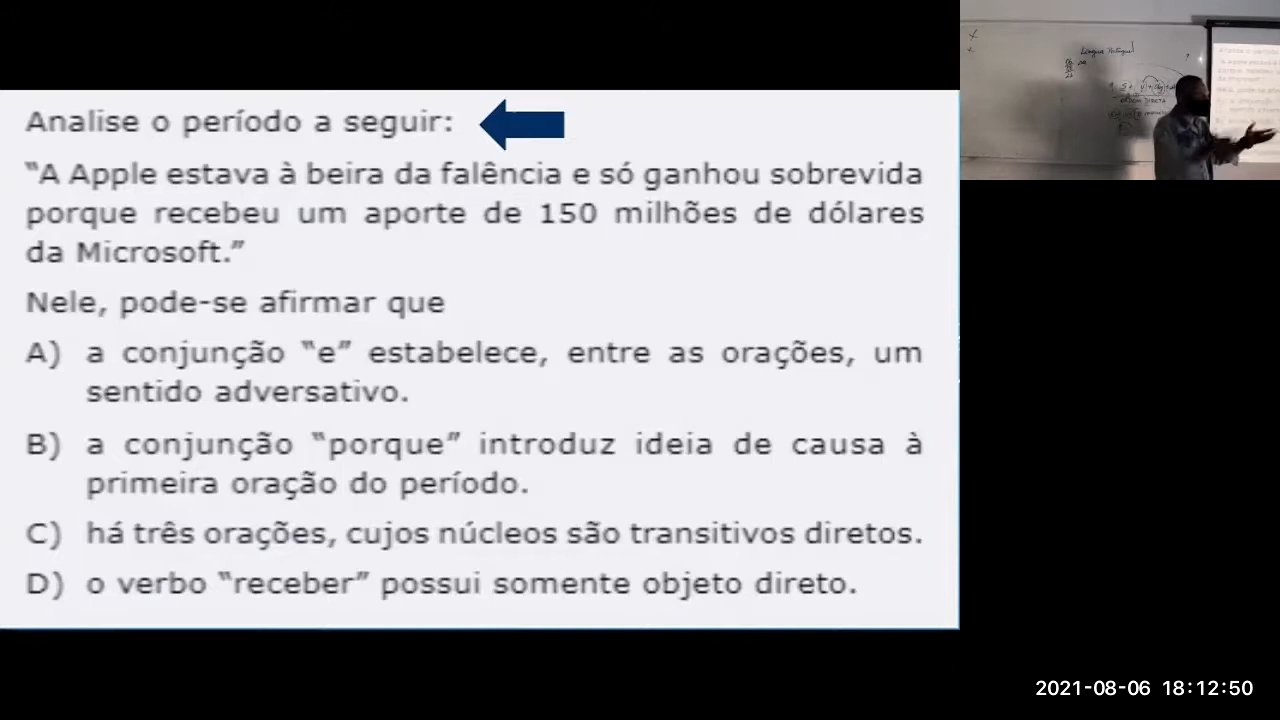 Analise o período a seguir:
“A Apple estava à beira da falência e só ganhou sobrevida
porque recebeu um aporte de 150 milhões de dólares
da Microsoft.”
Nele, pode-se afirmar que
A) a conjunção “e” estabelece, entre as orações, um
sentido adversativo.
B) a conjunção “porque” introduz ideia de causa à
primeira oração do período.
C) há três orações, cujos núcleos são transitivos diretos.
D) o verbo “receber” possui somente objeto direto.
2021-08-06 18:12:50